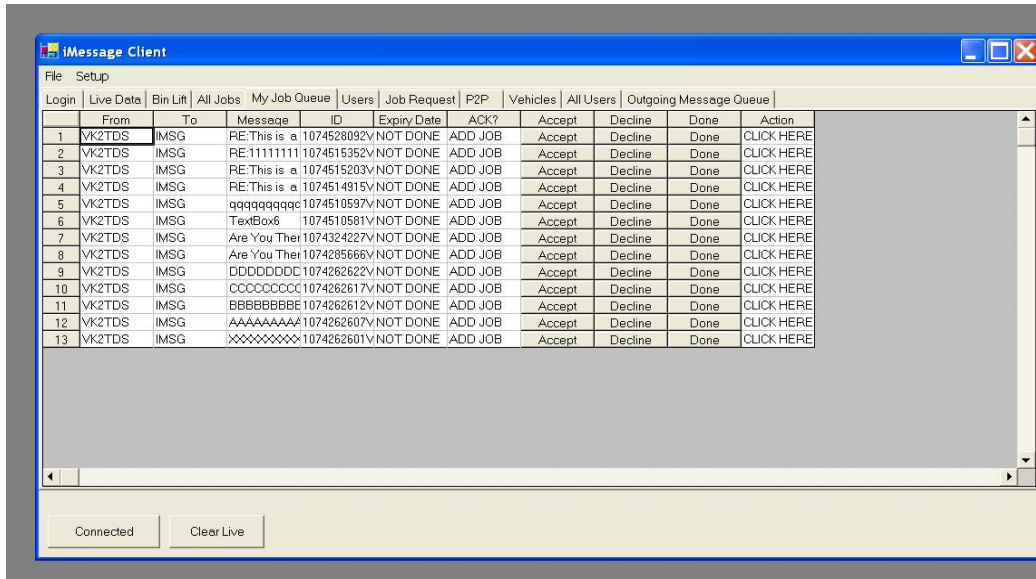 iMessage Client
File Setup
Login Live Data Bin Lift All Jobs My Job Queue Users Job Request P2P Vehicles All Users Outgoing Message Queue
From To Message ID Expiry Date ACK? Accept Decline Done Action
1 VK2TDS IMSG RE:This is a 1074528092V NOT DONE ADD JOB Accept Decline Done CLICK HERE
2 VK2TDS IMSG RE:11111111 1074515352V NOT DONE ADD JOB Accept Decline Done CLICK HERE
3 VK2TDS IMSG RE:This is a 1074515203V NOT DONE ADD JOB Accept Decline Done CLICK HERE
4 VK2TDS IMSG RE:This is a 1074514915V NOT DONE ADD JOB Accept Decline Done CLICK HERE
5 VK2TDS IMSG qqqqqqqqqq 1074510597V NOT DONE ADD JOB Accept Decline Done CLICK HERE
6 VK2TDS IMSG TextBox6 1074510581V NOT DONE ADD JOB Accept Decline Done CLICK HERE
7 VK2TDS IMSG Are You Ther 1074324227V NOT DONE ADD JOB Accept Decline Done CLICK HERE
8 VK2TDS IMSG Are You Ther 1074285666V NOT DONE ADD JOB Accept Decline Done CLICK HERE
9 VK2TDS IMSG DDDDDDDD 1074262622V NOT DONE ADD JOB Accept Decline Done CLICK HERE
10 VK2TDS IMSG CCCCCCCC 1074262617V NOT DONE ADD JOB Accept Decline Done CLICK HERE
11 VK2TDS IMSG BBBBBBBB 1074262612V NOT DONE ADD JOB Accept Decline Done CLICK HERE
12 VK2TDS IMSG AAAAAAAA 1074262607V NOT DONE ADD JOB Accept Decline Done CLICK HERE
13 VK2TDS IMSG XXXXXXXXX 1074262601V NOT DONE ADD JOB Accept Decline Done CLICK HERE
Connected Clear Live